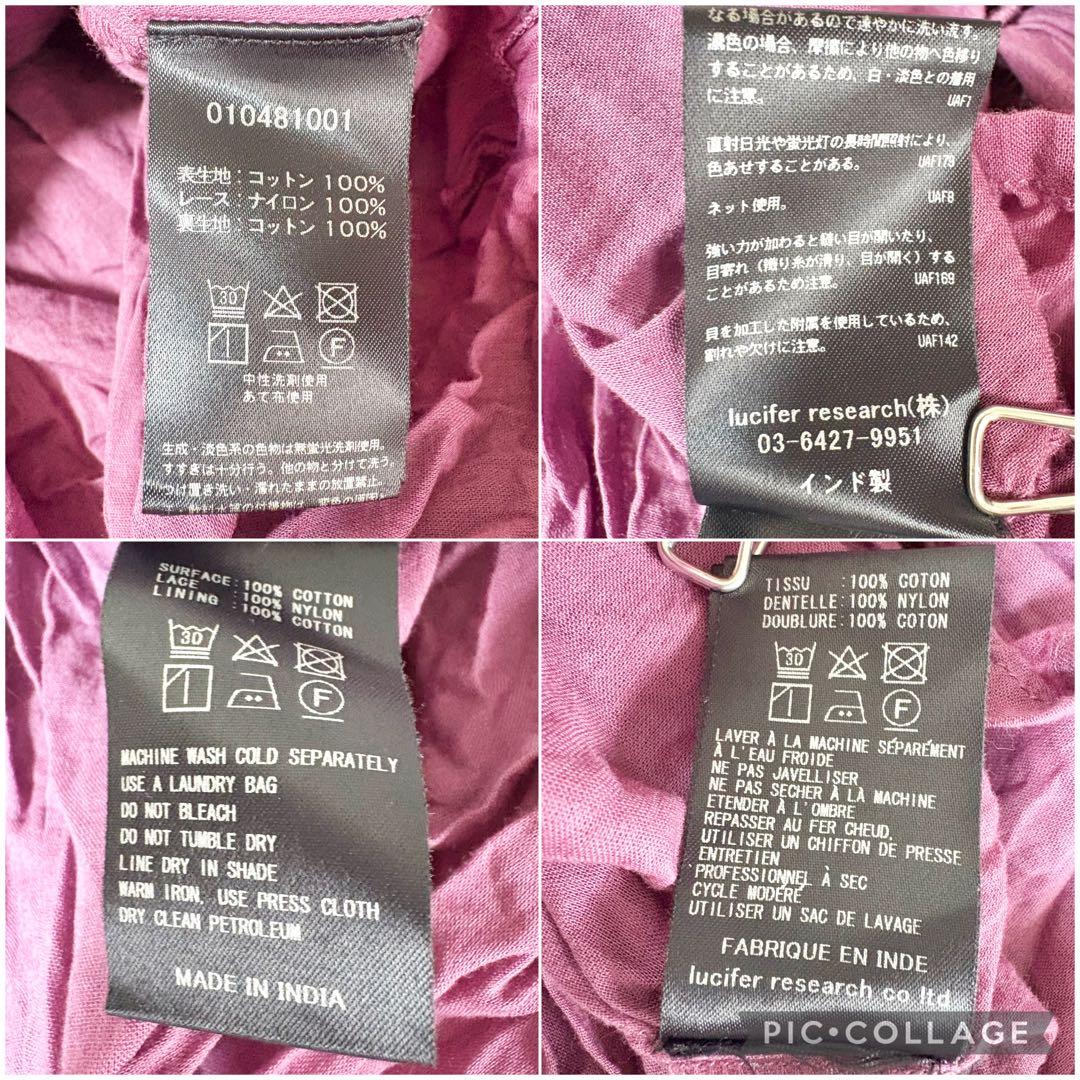 010481001
表生地：コットン 100%
レース：ナイロン 100%
裏生地：コットン 100%
30
F
中性洗剤使用
あて布使用
生成・淡色系の色物は無蛍光洗剤使用。
すすぎは十分行う。他の物と分けて洗う。
つけ置き洗い・濡れたままの放置禁止。
なる場合があるので速やかに洗い流す。
濃色の場合、摩擦により他の物へ色移り
することがあるため、白・淡色との着用
に注意。
UAF1
直射日光や蛍光灯の長時間照射により、
色あせすることがある。
UAF179
ネット使用。
UAF8
強い力が加わると縫い目が開いたり、
目寄れ（織り糸が滑り、目が開く）する
ことがあるため注意。
UAF169
貝を加工した附属を使用しているため、
割れや欠けに注意。
UAF142
lucifer research(株)
03-6427-9951
インド製
SURFACE:100% COTTON
LACE :100% NYLON
LINING :100% COTTON
30
F
MACHINE WASH COLD SEPARATELY
USE A LAUNDRY BAG
DO NOT BLEACH
DO NOT TUMBLE DRY
LINE DRY IN SHADE
WARM IRON, USE PRESS CLOTH
DRY CLEAN PETROLEUM
MADE IN INDIA
TISSU :100% COTON
DENTELLE:100% NYLON
DOUBLURE:100% COTON
30
F
LAVER À LA MACHINE SÉPARÉMENT
À L'EAU FROIDE
NE PAS JAVELLISER
NE PAS SECHER À LA MACHINE
ETENDER À L'OMBRE
REPASSER AU FER CHEUD.
UTILISER UN CHIFFON DE PRESSE
ENTRETIEN
PROFESSIONNEL À SEC
CYCLE MODERÉ
UTILISER UN SAC DE LAVAGE
FABRIQUE EN INDE
lucifer research co ltd
PIC•COLLAGE